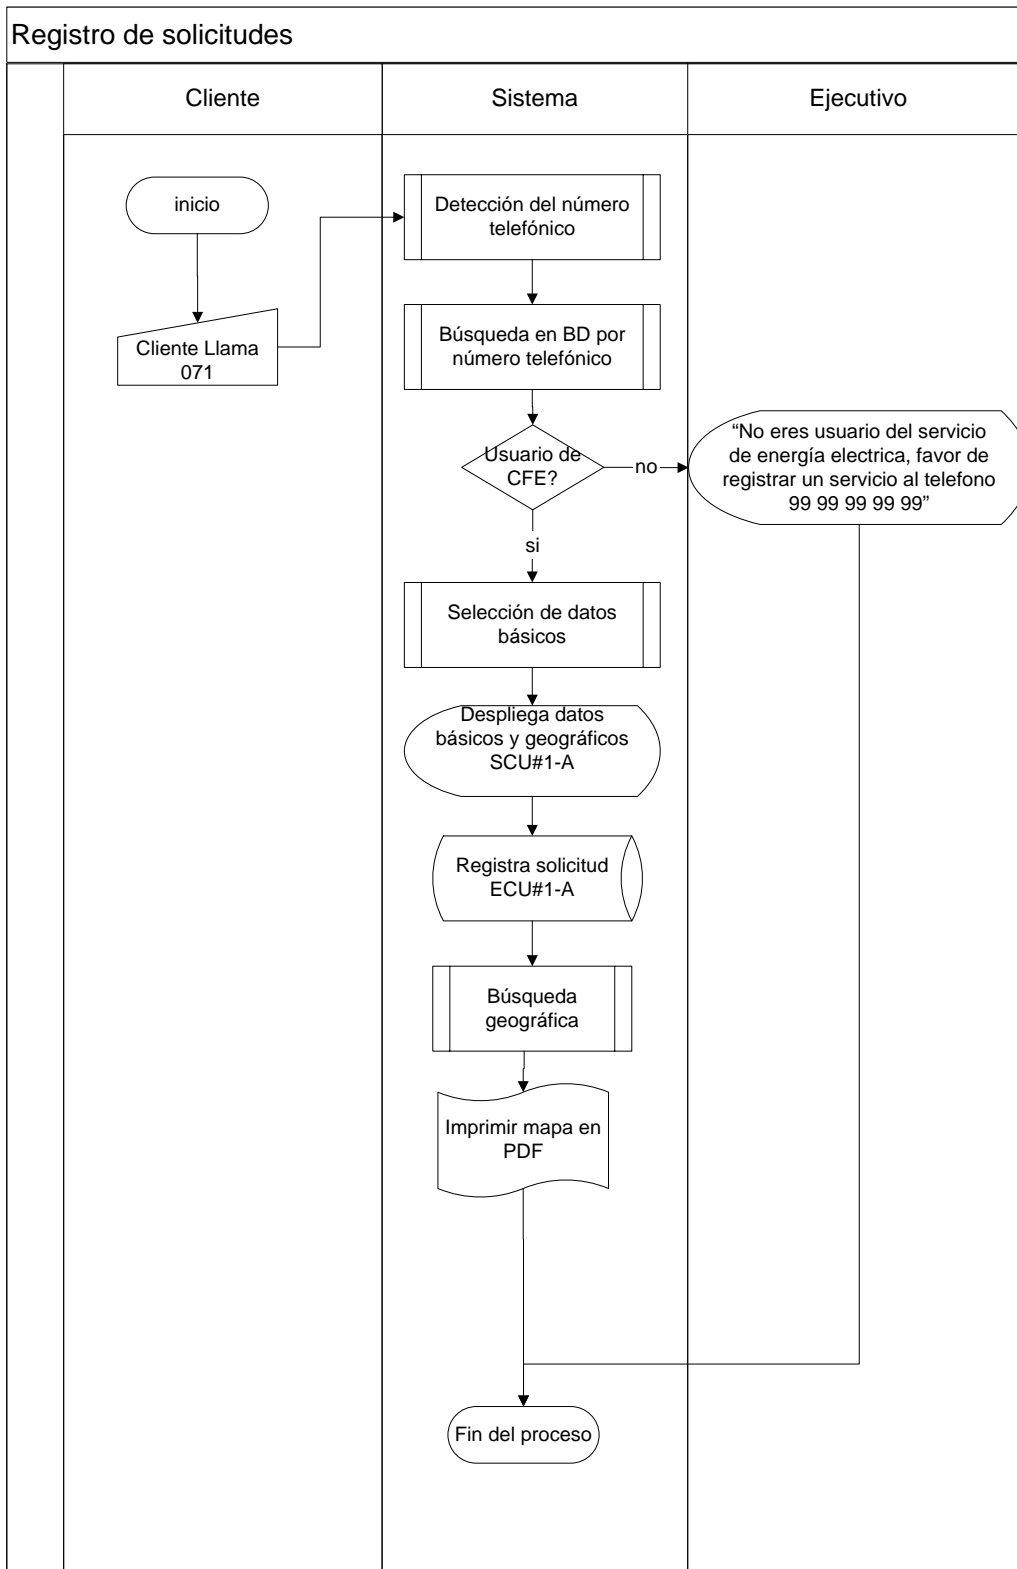 Registro de solicitudes
Cliente
Sistema
Ejecutivo
inicio
Detección del número
telefónico
Cliente Llama
071
Búsqueda en BD por
número telefónico
Usuario de
CFE?
no
“No eres usuario del servicio
de energía electrica, favor de
registrar un servicio al telefono
99 99 99 99 99”
si
Selección de datos
básicos
Despliega datos
básicos y geográficos
SCU#1-A
Registra solicitud
ECU#1-A
Búsqueda
geográfica
Imprimir mapa en
PDF
Fin del proceso